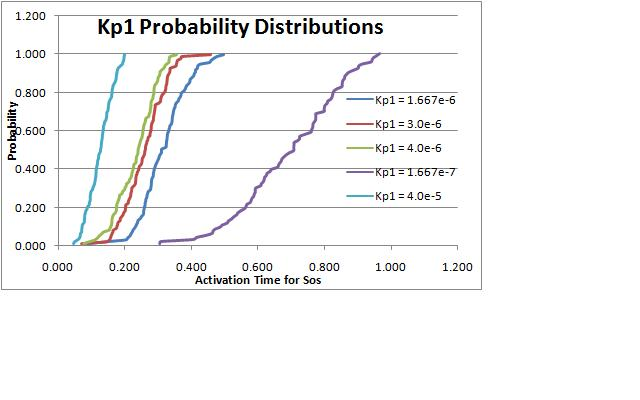 Kp1 Probability Distributions
Probability
1.200
1.000
0.800
0.600
0.400
0.200
0.000
Kp1 = 1.667e-6
Kp1 = 3.0e-6
Kp1 = 4.0e-6
Kp1 = 1.667e-7
Kp1 = 4.0e-5
0.000 0.200 0.400 0.600 0.800 1.000 1.200
Activation Time for Sos